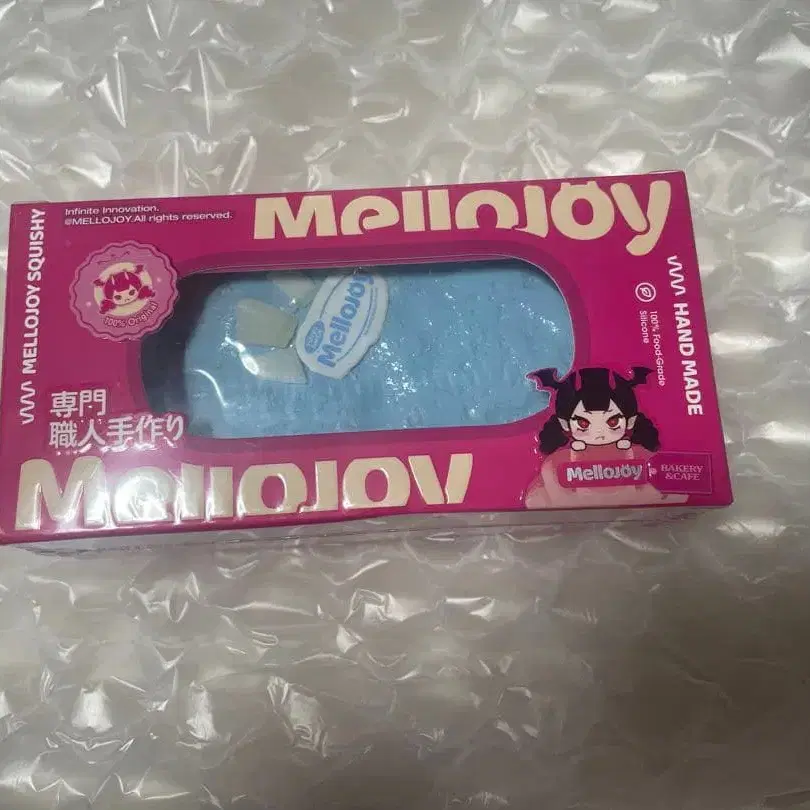 Infinite Innovation.
@MELLOJOY.All rights reserved.
Mellojoy
MELLOJOY SQUISHY
100% Original
Mellojoy
HAND MADE
100% Food-Grade
Silicone
専門
職人手作り
Mellojoy
Mellojoy
BAKERY
&CAFE